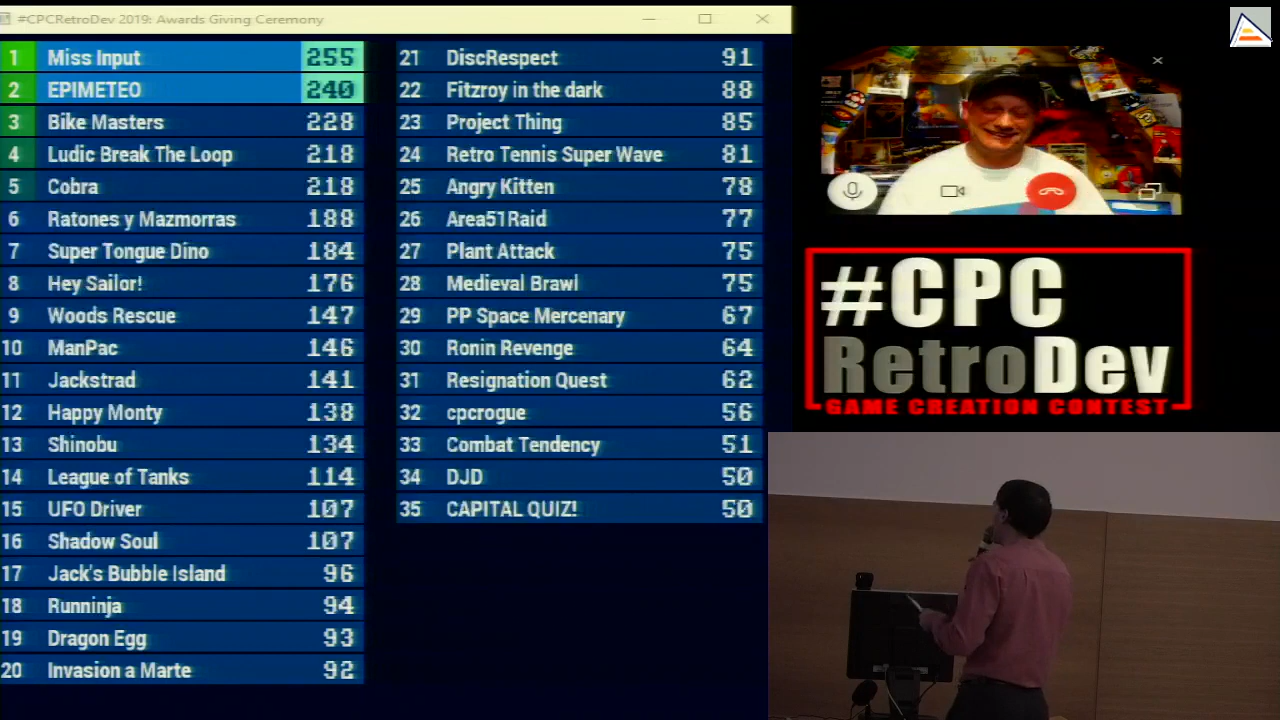 #CPCRetroDev 2019: Awards Giving Ceremony
1 Miss Input 255
2 EPIMETEO 240
3 Bike Masters 228
4 Ludic Break The Loop 218
5 Cobra 218
6 Ratones y Mazmorras 188
7 Super Tongue Dino 184
8 Hey Sailor! 176
9 Woods Rescue 147
10 ManPac 146
11 Jackstrad 141
12 Happy Monty 138
13 Shinobu 134
14 League of Tanks 114
15 UFO Driver 107
16 Shadow Soul 107
17 Jack's Bubble Island 96
18 Runninja 94
19 Dragon Egg 93
20 Invasion a Marte 92
21 DiscRespect 91
22 Fitzroy in the dark 88
23 Project Thing 85
24 Retro Tennis Super Wave 81
25 Angry Kitten 78
26 Area51Raid 77
27 Plant Attack 75
28 Medieval Brawl 75
29 PP Space Mercenary 67
30 Ronin Revenge 64
31 Resignation Quest 62
32 cpcrogue 56
33 Combat Tendency 51
34 DJD 50
35 CAPITAL QUIZ! 50
#CPC
RetroDev
GAME CREATION CONTEST